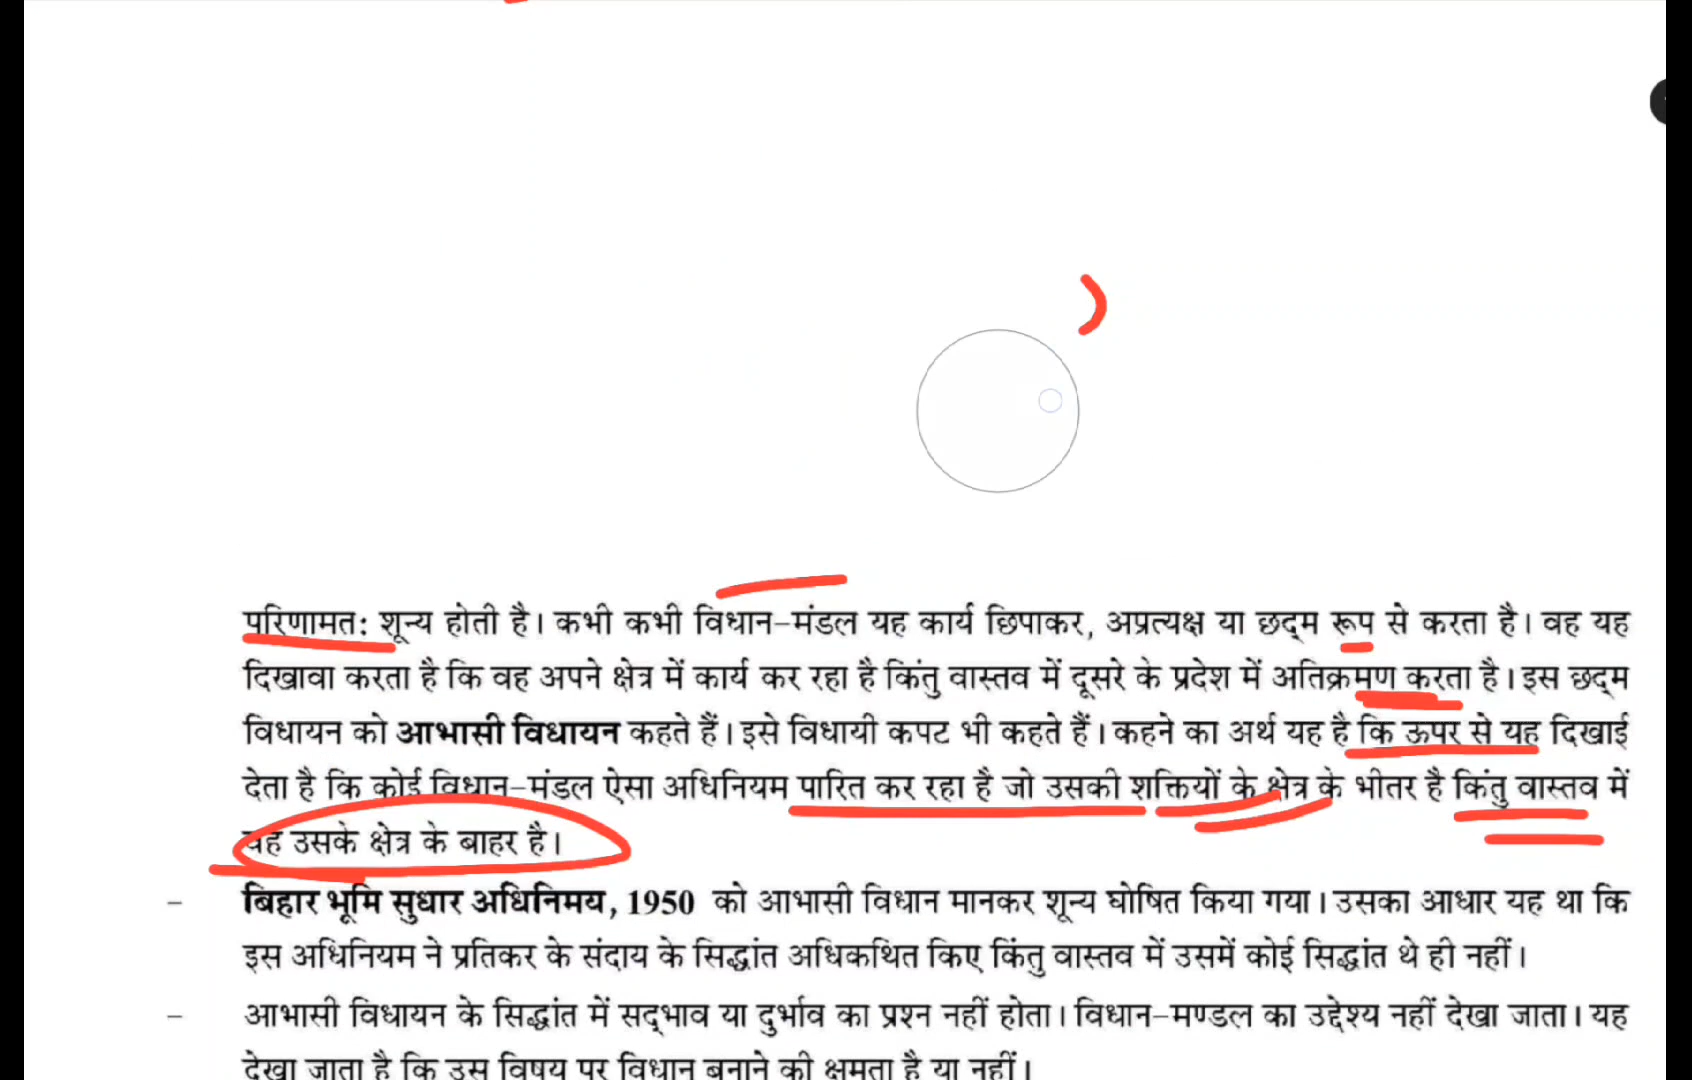 परिणामत: शून्य होती है। कभी कभी विधान-मंडल यह कार्य छिपाकर, अप्रत्यक्ष या छद्म रूप से करता है। वह यह
दिखावा करता है कि वह अपने क्षेत्र में कार्य कर रहा है किंतु वास्तव में दूसरे के प्रदेश में अतिक्रमण करता है। इस छद्म
विधायन को आभासी विधायन कहते हैं। इसे विधायी कपट भी कहते हैं। कहने का अर्थ यह है कि ऊपर से यह दिखाई
देता है कि कोई विधान-मंडल ऐसा अधिनियम पारित कर रहा है जो उसकी शक्तियों के क्षेत्र के भीतर है किंतु वास्तव में
वह उसके क्षेत्र के बाहर है।
- बिहार भूमि सुधार अधिनिमय, 1950 को आभासी विधान मानकर शून्य घोषित किया गया। उसका आधार यह था कि
इस अधिनियम ने प्रतिकर के संदाय के सिद्धांत अधिकथित किए किंतु वास्तव में उसमें कोई सिद्धांत थे ही नहीं।
- आभासी विधायन के सिद्धांत में सद्भाव या दुर्भाव का प्रश्न नहीं होता। विधान-मण्डल का उद्देश्य नहीं देखा जाता। यह
देखा जाता है कि उस विषय पर विधान बनाने की क्षमता है या नहीं।